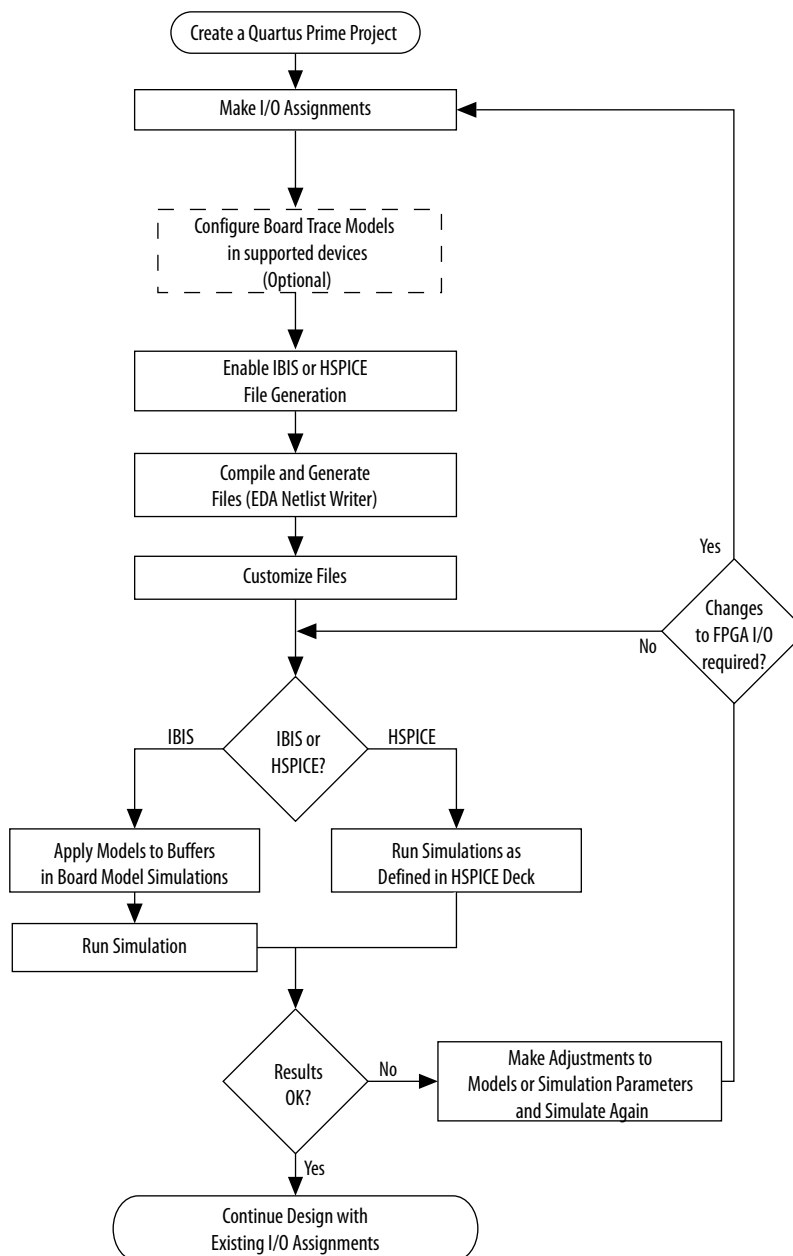 Create a Quartus Prime Project
Make I/O Assignments
Configure Board Trace Models
in supported devices
(Optional)
Enable IBIS or HSPICE
File Generation
Compile and Generate
Files (EDA Netlist Writer)
Customize Files
Yes
Changes
to FPGA I/O
required?
No
IBIS
IBIS or
HSPICE?
HSPICE
Apply Models to Buffers
in Board Model Simulations
Run Simulations as
Defined in HSPICE Deck
Run Simulation
Results
OK?
No
Make Adjustments to
Models or Simulation Parameters
and Simulate Again
Yes
Continue Design with
Existing I/O Assignments